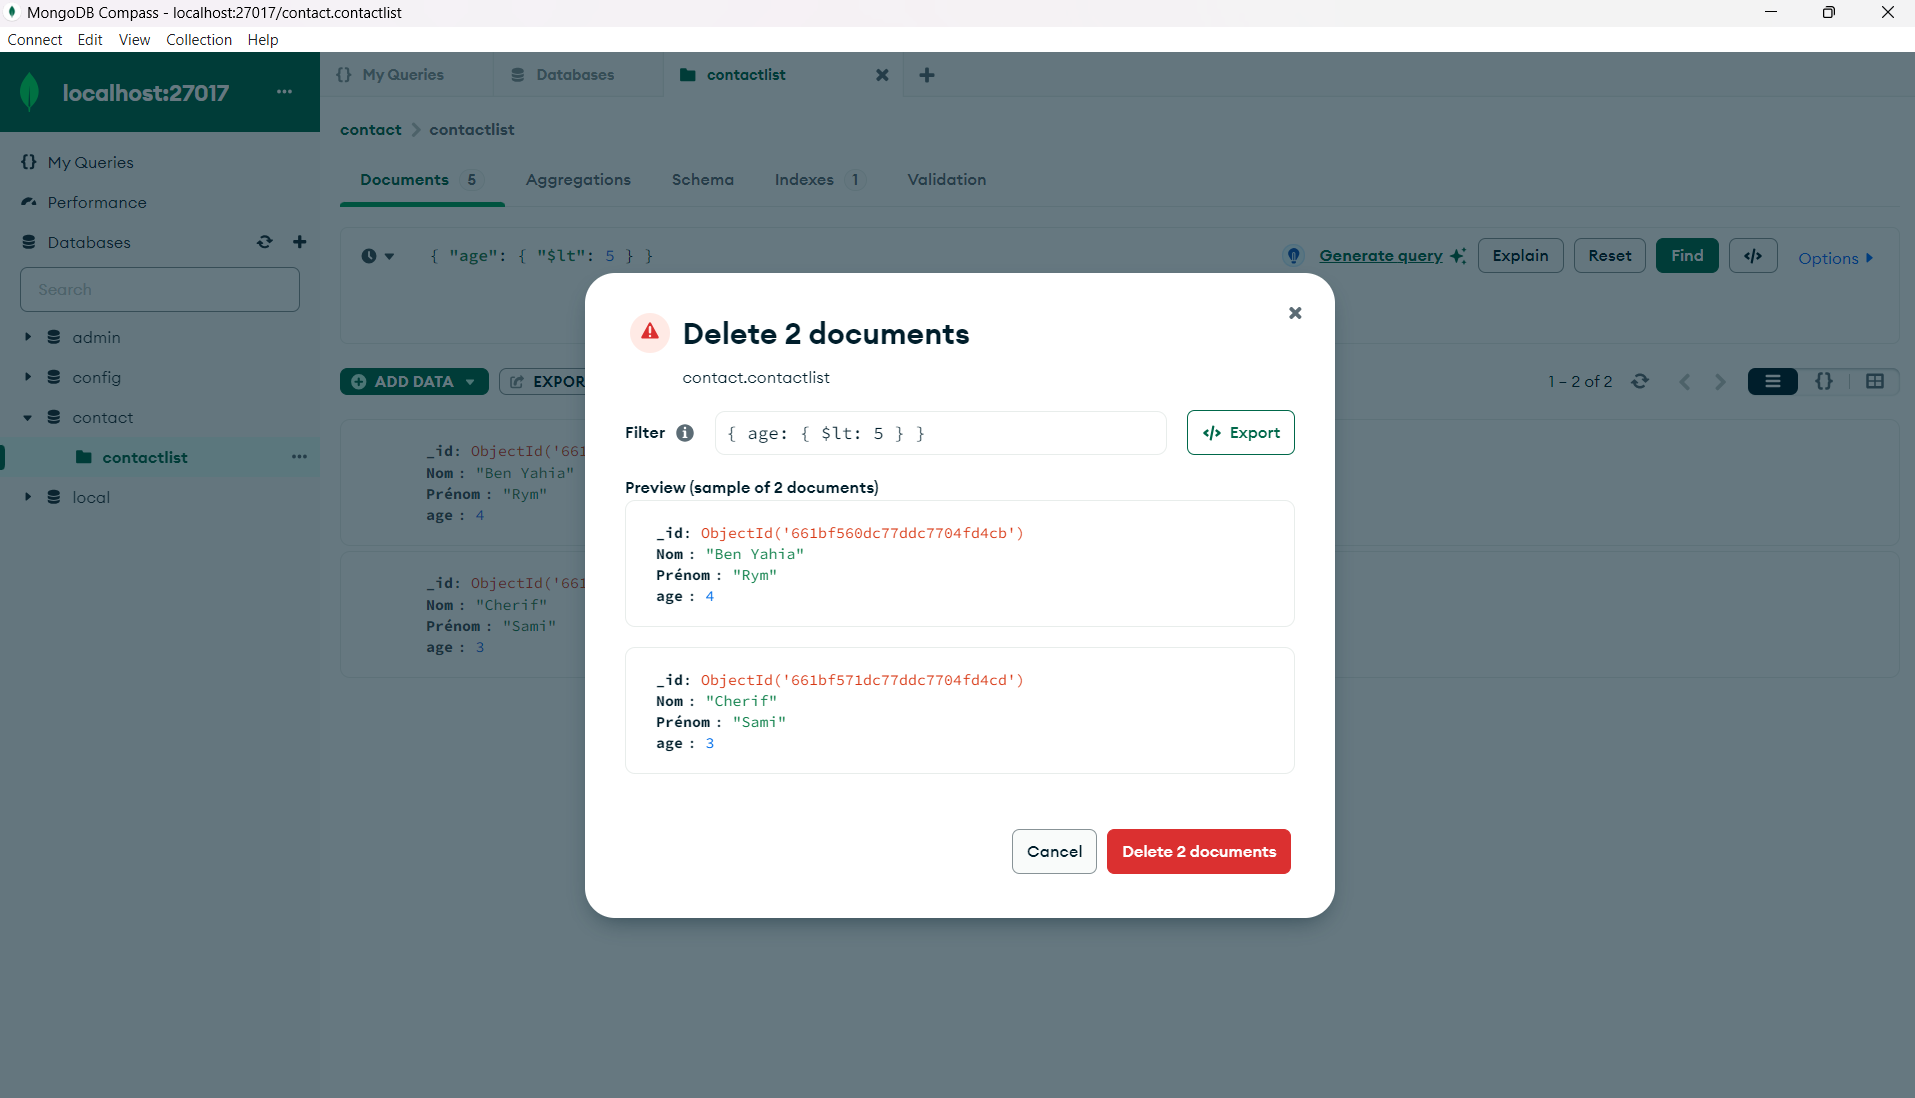 MongoDB Compass - localhost:27017/contact.contactlist
Connect Edit View Collection Help
localhost:27017 ···
My Queries
Performance
Databases
Search
admin
config
contact
contactlist ···
local
{} My Queries
Databases
contactlist
contact > contactlist
Documents 5
Aggregations
Schema
Indexes 1
Validation
{ "age": { "$lt": 5 } }
Generate query
Explain
Reset
Find
</>
Options
ADD DATA
EXPOR
1 – 2 of 2
{}
_id: ObjectId('661
Nom : "Ben Yahia"
Prénom : "Rym"
age : 4
_id: ObjectId('661
Nom : "Cherif"
Prénom : "Sami"
age : 3
Delete 2 documents
contact.contactlist
Filter
{ age: { $lt: 5 } }
</> Export
Preview (sample of 2 documents)
_id: ObjectId('661bf560dc77ddc7704fd4cb')
Nom : "Ben Yahia"
Prénom : "Rym"
age : 4
_id: ObjectId('661bf571dc77ddc7704fd4cd')
Nom : "Cherif"
Prénom : "Sami"
age : 3
Cancel
Delete 2 documents